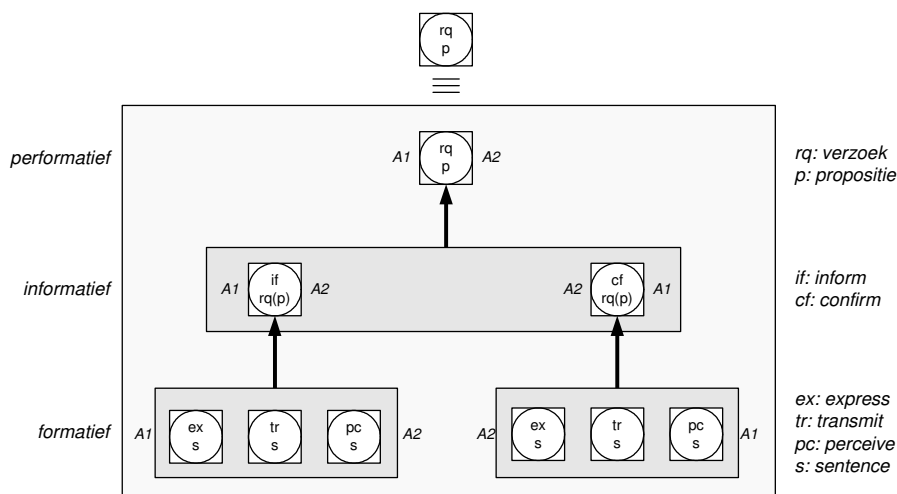 rq
p
performatief
A1
rq
p
A2
rq: verzoek
p: propositie
informatief
A1
if
rq(p)
A2
A2
cf
rq(p)
A1
if: inform
cf: confirm
formatief
A1
ex
s
tr
s
pc
s
A2
A2
ex
s
tr
s
pc
s
A1
ex: express
tr: transmit
pc: perceive
s: sentence